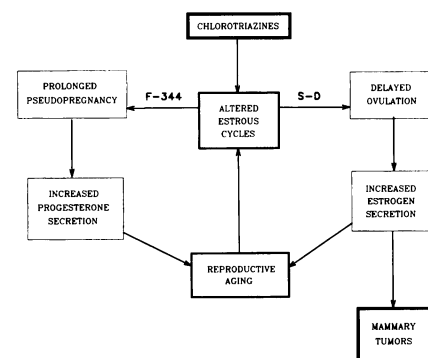 CHLOROTRIAZINES
PROLONGED
PSEUDOPREGNANCY
F-344
ALTERED
ESTROUS
CYCLES
S-D
DELAYED
OVULATION
INCREASED
PROGESTERONE
SECRETION
INCREASED
ESTROGEN
SECRETION
REPRODUCTIVE
AGING
MAMMARY
TUMORS